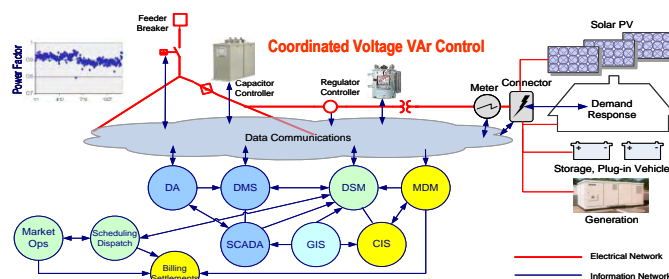 Feeder
Breaker
Coordinated Voltage VAr Control
Solar PV
Power Factor
Capacitor
Controller
Regulator
Controller
Meter
Connector
Demand
Response
Data Communications
Storage, Plug-in Vehicle
Generation
DA
DMS
DSM
MDM
Market
Ops
Scheduling
Dispatch
SCADA
GIS
CIS
Billing
Settlements
Electrical Network
Information Network